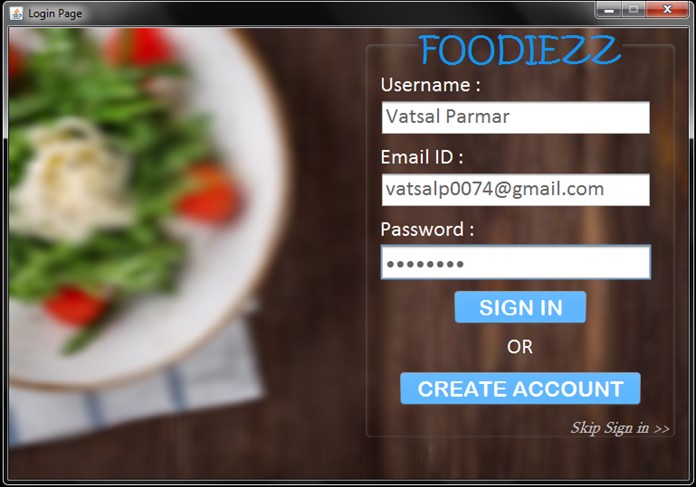 Login Page
FOODIEZZ
Username :
Vatsal Parmar
Email ID :
vatsalp0074@gmail.com
Password :
••••••••
SIGN IN
OR
CREATE ACCOUNT
Skip Sign in >>